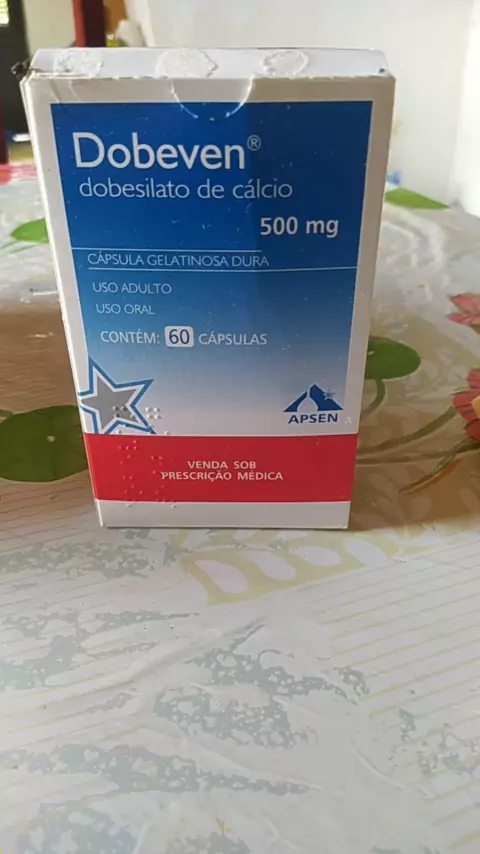 Dobeven®
dobesilato de cálcio
500 mg
CÁPSULA GELATINOSA DURA
USO ADULTO
USO ORAL
CONTÉM: 60 CÁPSULAS
APSEN
VENDA SOB
PRESCRIÇÃO MÉDICA